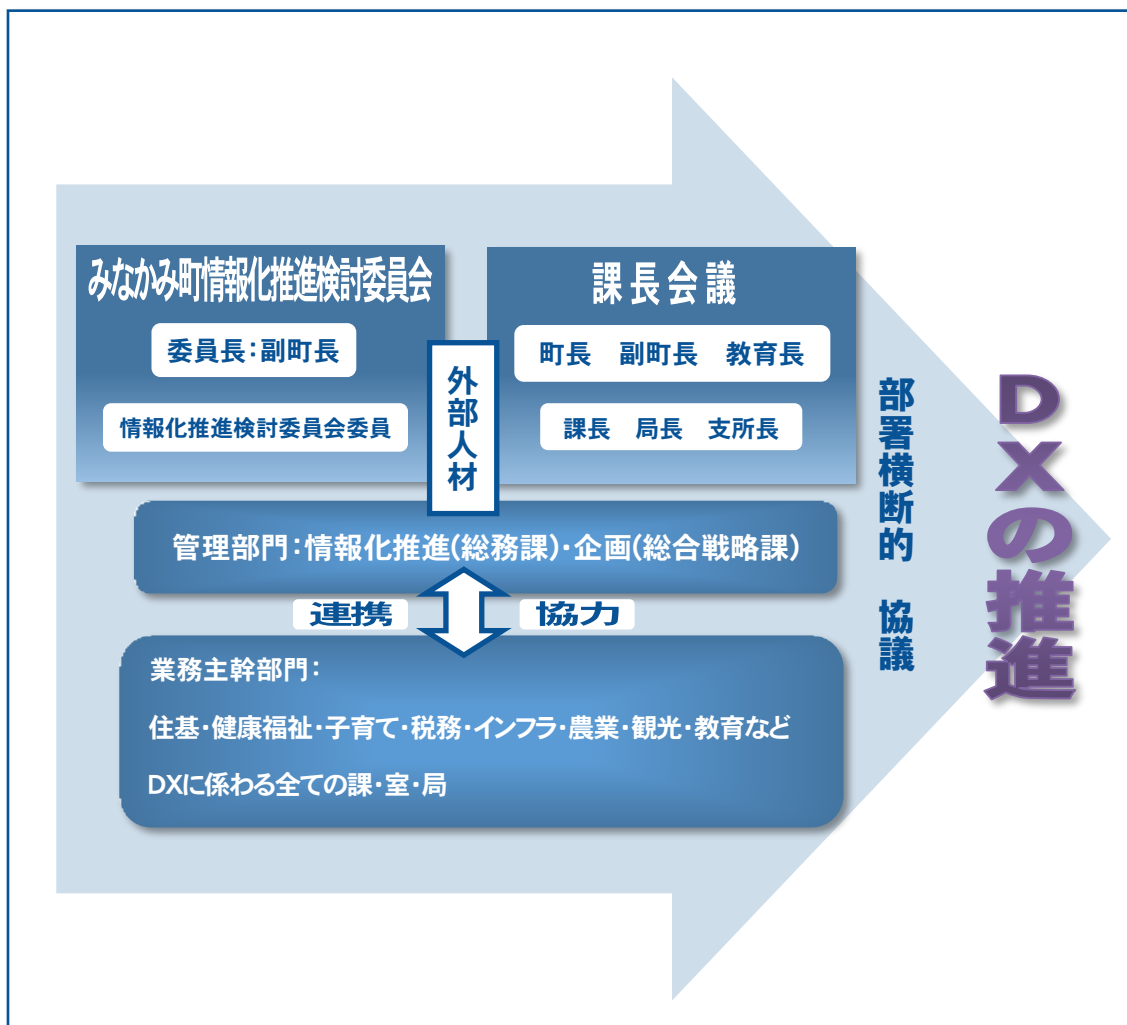 みなかみ町情報化推進検討委員会
委員長:副町長
情報化推進検討委員会委員
外部人材
課長会議
町長 副町長 教育長
課長 局長 支所長
管理部門:情報化推進(総務課)・企画(総合戦略課)
連携
協力
業務主幹部門:
住基・健康福祉・子育て・税務・インフラ・農業・観光・教育など
DXに係わる全ての課・室・局
部署横断的 協議
DXの推進